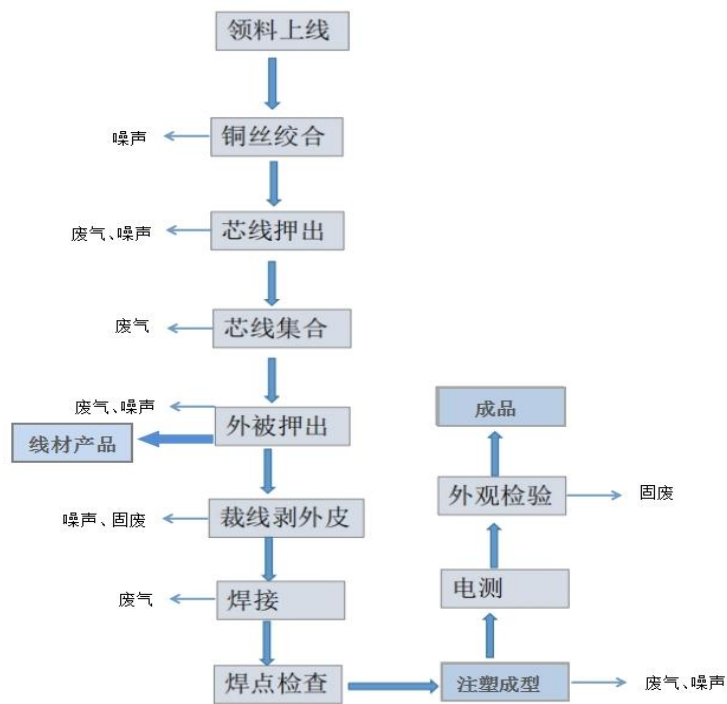 领料上线
噪声
铜丝绞合
废气、噪声
芯线押出
废气
芯线集合
废气、噪声
外被押出
线材产品
噪声、固废
裁线剥外皮
废气
焊接
焊点检查
注塑成型
废气、噪声
电测
外观检验
固废
成品